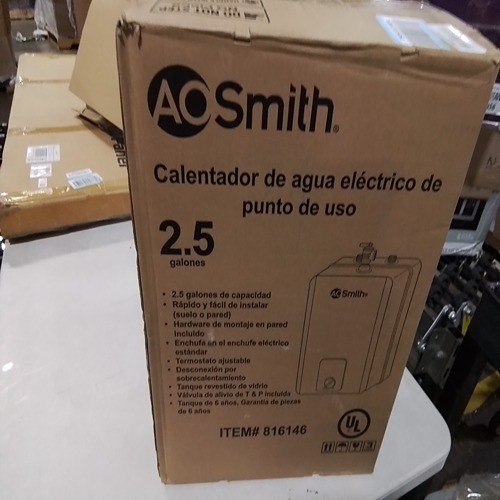 AOSmith®
Calentador de agua eléctrico de
punto de uso
2.5
galones
• 2.5 galones de capacidad
• Rápido y fácil de instalar
(suelo o pared)
• Hardware de montaje en pared
incluido
• Enchufa en el enchufe eléctrico
estándar
• Termostato ajustable
• Desconexión por
sobrecalentamiento
• Tanque revestido de vidrio
• Válvula de alivio de T & P incluida
• Tanque de 6 años, Garantía de piezas
de 6 años
AOSmith
UL
ITEM# 816146